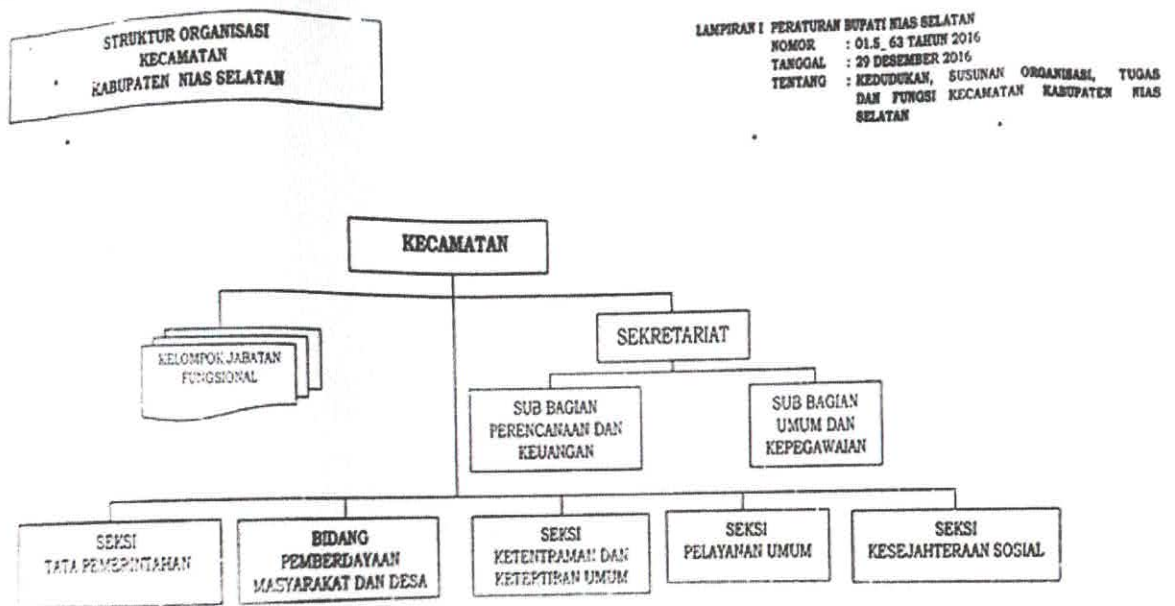 STRUKTUR ORGANISASI
KECAMATAN
KABUPATEN NIAS SELATAN
LAMPIRAN I PERATURAN BUPATI NIAS SELATAN
NOMOR : 01.5_ 63 TAHUN 2016
TANGGAL : 29 DESEMBER 2016
TENTANG : KEDUDUKAN, SUSUNAN ORGANISASI, TUGAS
DAN FUNGSI KECAMATAN KABUPATEN NIAS
SELATAN
KECAMATAN
KELOMPOK JABATAN
FUNGSIONAL
SEKRETARIAT
SUB BAGIAN
PERENCANAAN DAN
KEUANGAN
SUB BAGIAN
UMUM DAN
KEPEGAWAIAN
SEKSI
TATA PEMERINTAHAN
BIDANG
PEMBERDAYAAN
MASYARAKAT DAN DESA
SEKSI
KETENTRAMAN DAN
KETEPTIBAN UMUM
SEKSI
PELAYANAN UMUM
SEKSI
KESEJAHTERAAN SOSIAL